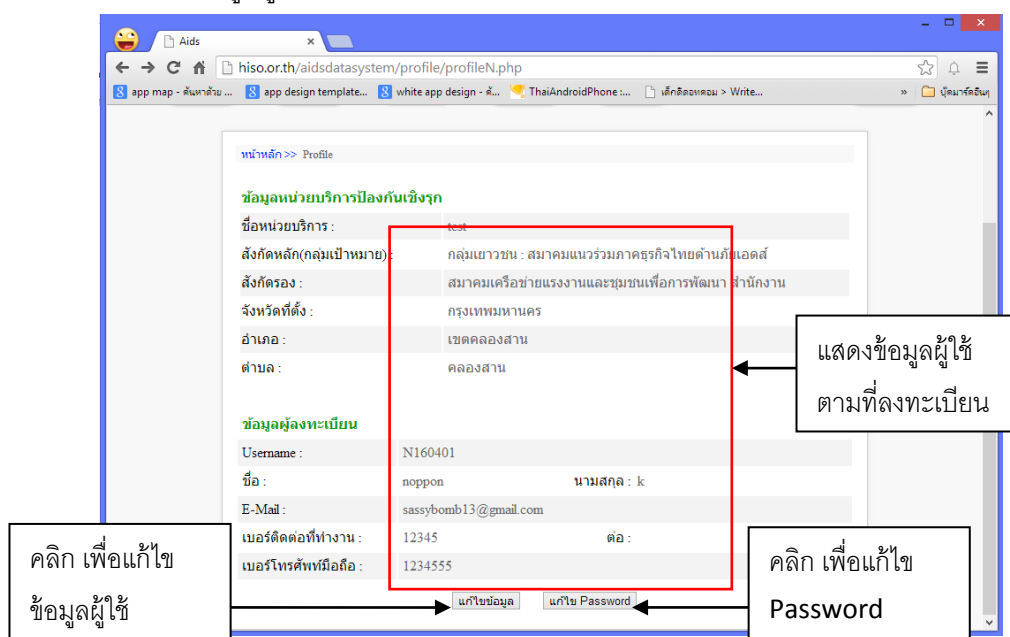 Aids
hiso.or.th/aidsdatasystem/profile/profileN.php
app map - ค้นหาด้วย ... app design template... white app design - ค้... ThaiAndroidPhone :... เด็กติดอทดอม > Write... » บุ๊คมาร์คอื่นๆ
หน้าหลัก >> Profile
ข้อมูลหน่วยบริการป้องกันเชิงรุก
ชื่อหน่วยบริการ : test
สังกัดหลัก(กลุ่มเป้าหมาย) : กลุ่มเยาวชน : สมาคมแนวร่วมภาคธุรกิจไทยต้านภัยเอดส์
สังกัดรอง : สมาคมเครือข่ายแรงงานและชุมชนเพื่อการพัฒนา สำนักงาน
จังหวัดที่ตั้ง : กรุงเทพมหานคร
อำเภอ : เขตคลองสาน
ตำบล : คลองสาน
แสดงข้อมูลผู้ใช้
ตามที่ลงทะเบียน
ข้อมูลผู้ลงทะเบียน
Username : N160401
ชื่อ : noppon นามสกุล : k
E-Mail : sassybomb13@gmail.com
เบอร์ติดต่อที่ทำงาน : 12345 ต่อ :
เบอร์โทรศัพท์มือถือ : 1234555
คลิก เพื่อแก้ไข
ข้อมูลผู้ใช้
แก้ไขข้อมูล แก้ไข Password
คลิก เพื่อแก้ไข
Password